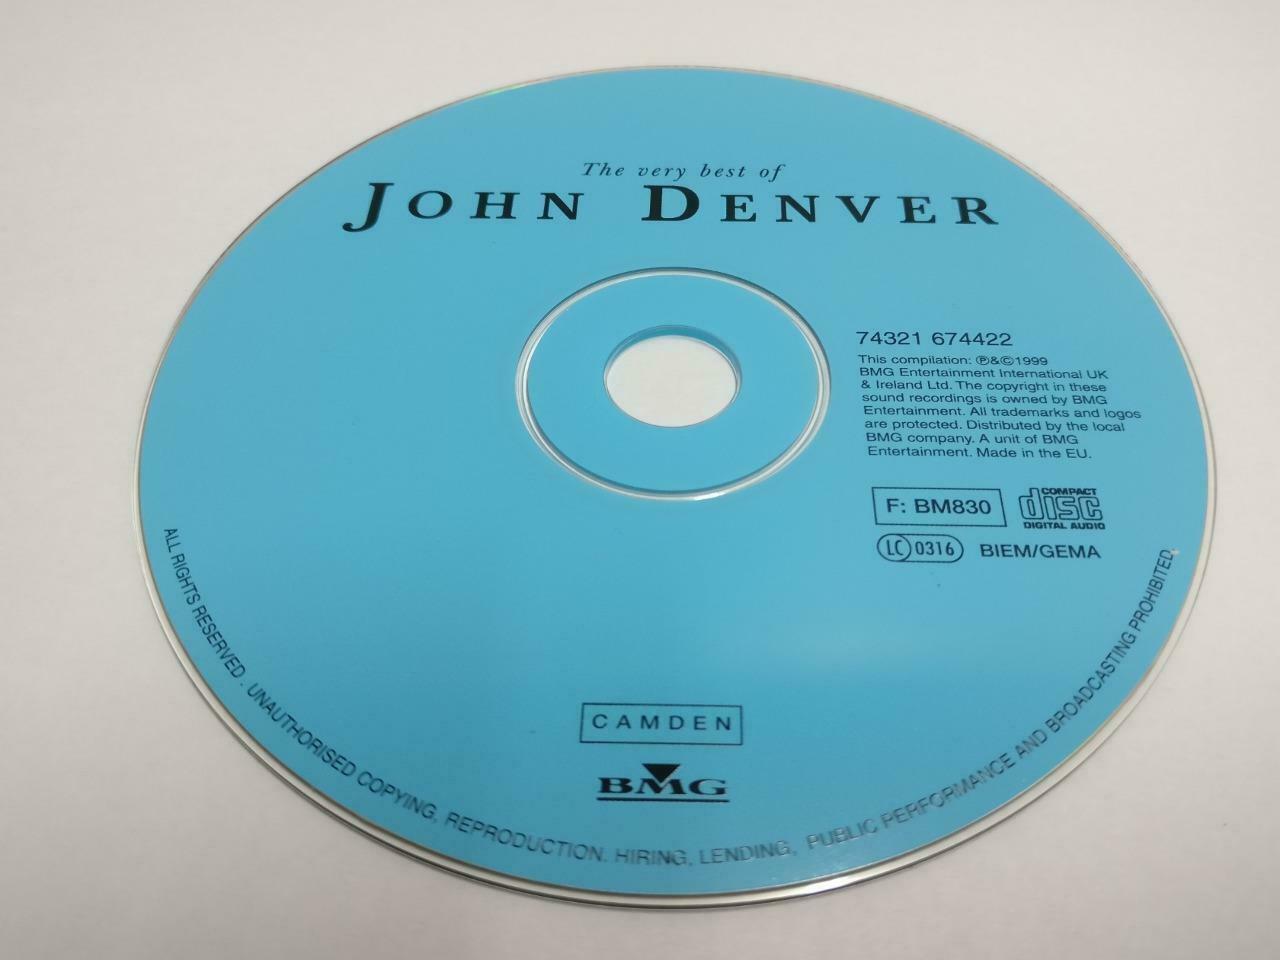 The very best of
JOHN DENVER
74321 674422
This compilation: ℗&©1999
BMG Entertainment International UK
& Ireland Ltd. The copyright in these
sound recordings is owned by BMG
Entertainment. All trademarks and logos
are protected. Distributed by the local
BMG company. A unit of BMG
Entertainment. Made in the EU.
F: BM830
COMPACT
disc
DIGITAL AUDIO
LC 0316
BIEM/GEMA
CAMDEN
BMG
ALL RIGHTS RESERVED . UNAUTHORISED COPYING, REPRODUCTION. HIRING, LENDING, PUBLIC PERFORMANCE AND BROADCASTING PROHIBITED.